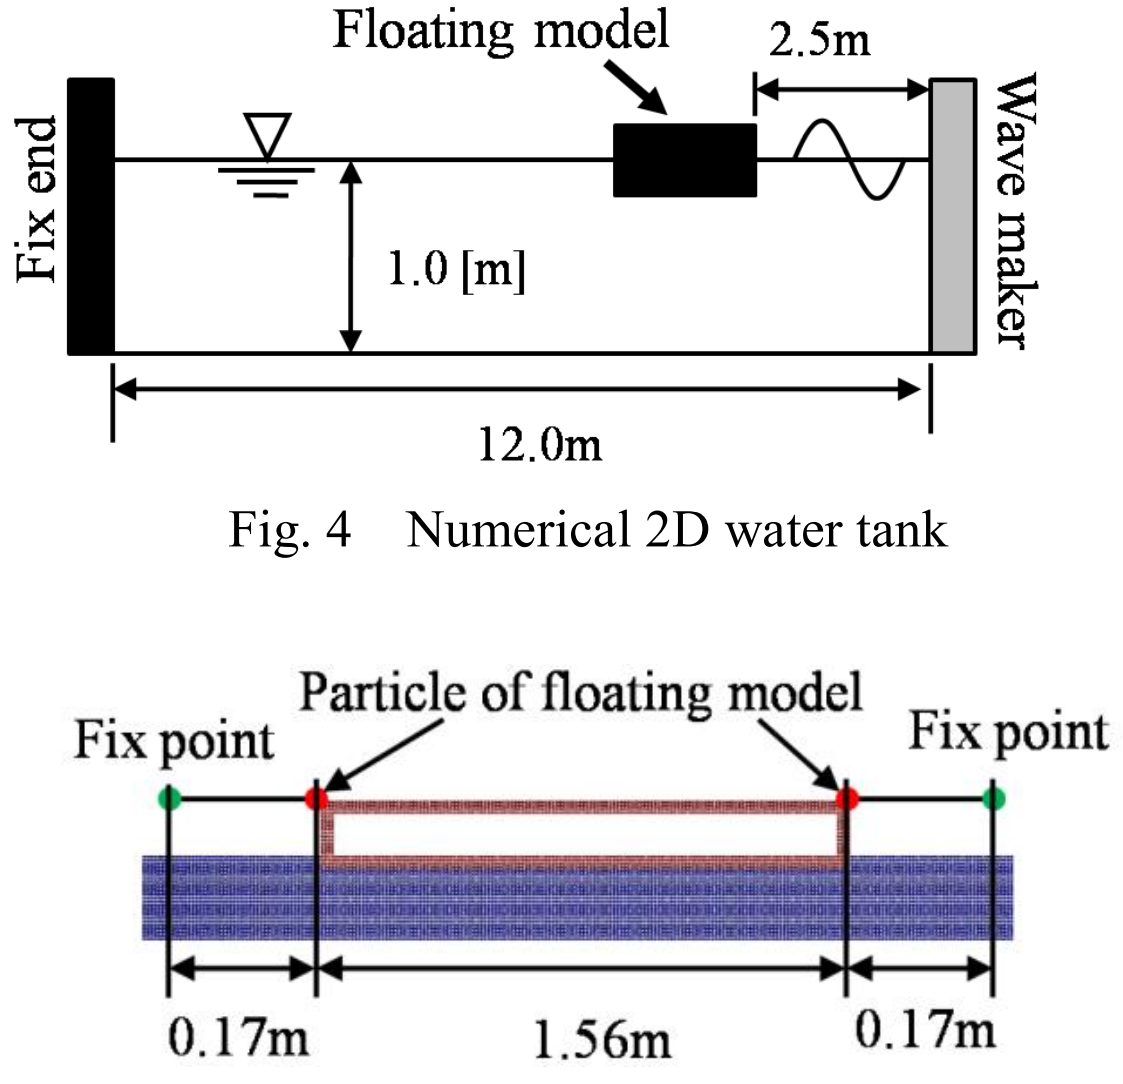 Floating model
2.5m
Fix end
Wave maker
1.0 [m]
12.0m
Fig. 4 Numerical 2D water tank
Particle of floating model
Fix point
Fix point
0.17m
1.56m
0.17m